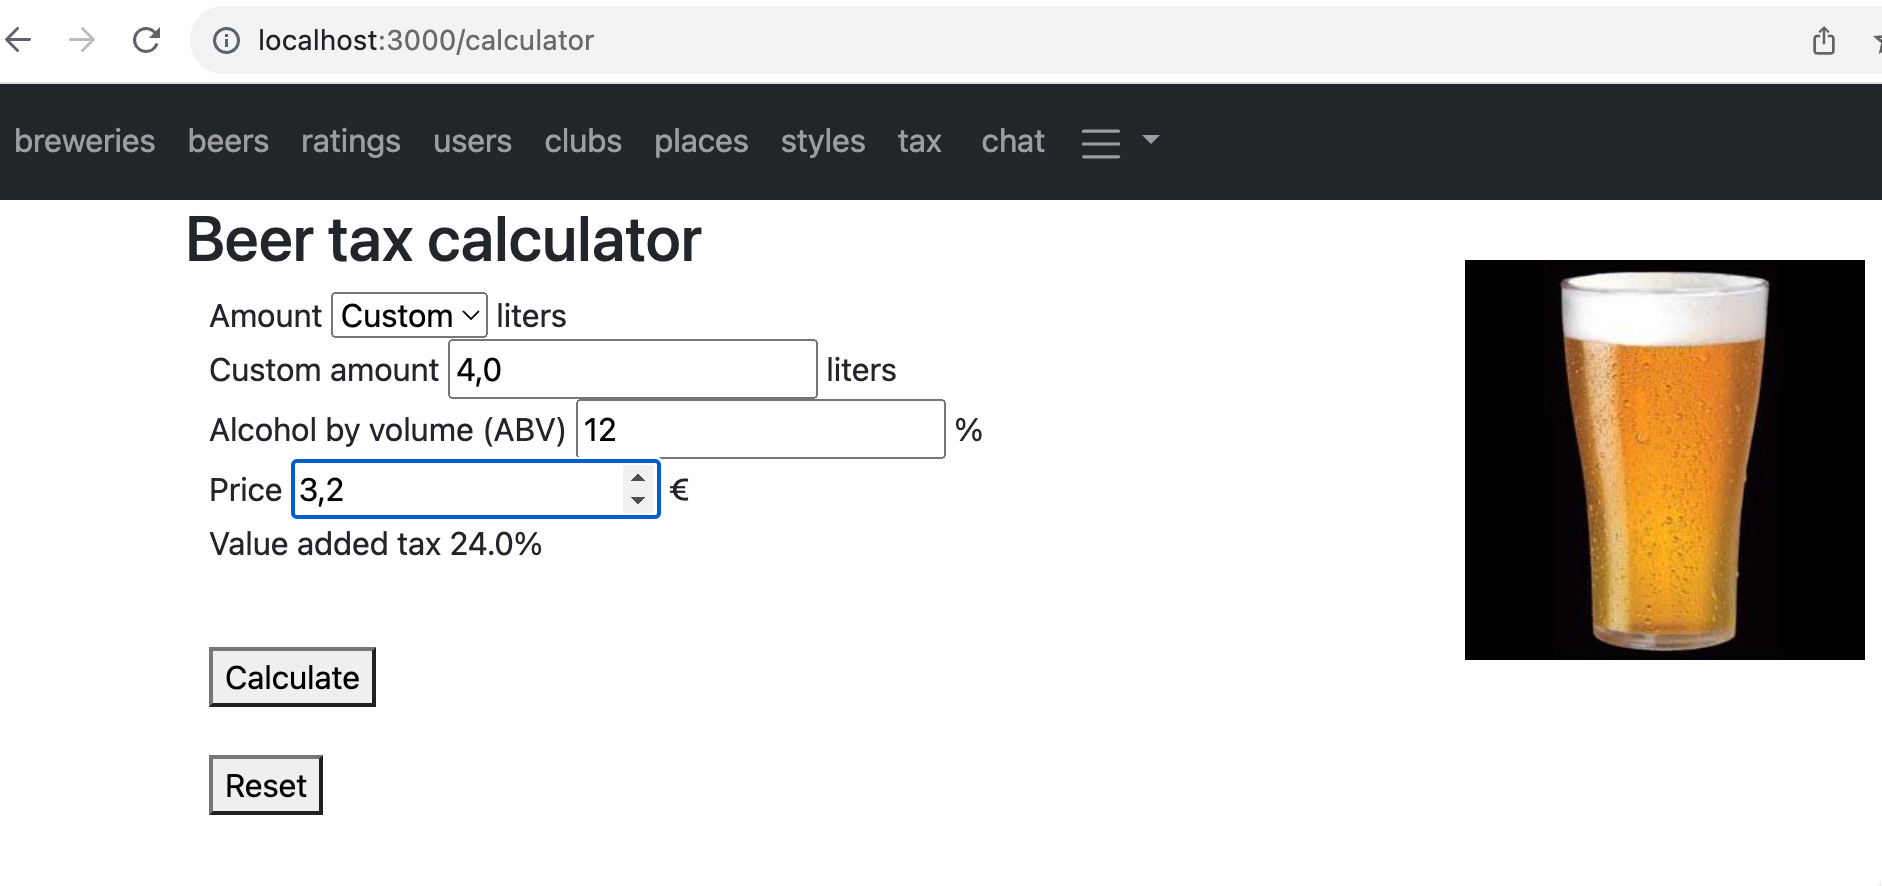 localhost:3000/calculator
breweries beers ratings users clubs places styles tax chat
Beer tax calculator
Amount Custom liters
Custom amount 4,0 liters
Alcohol by volume (ABV) 12 %
Price 3,2 €
Value added tax 24.0%
Calculate
Reset